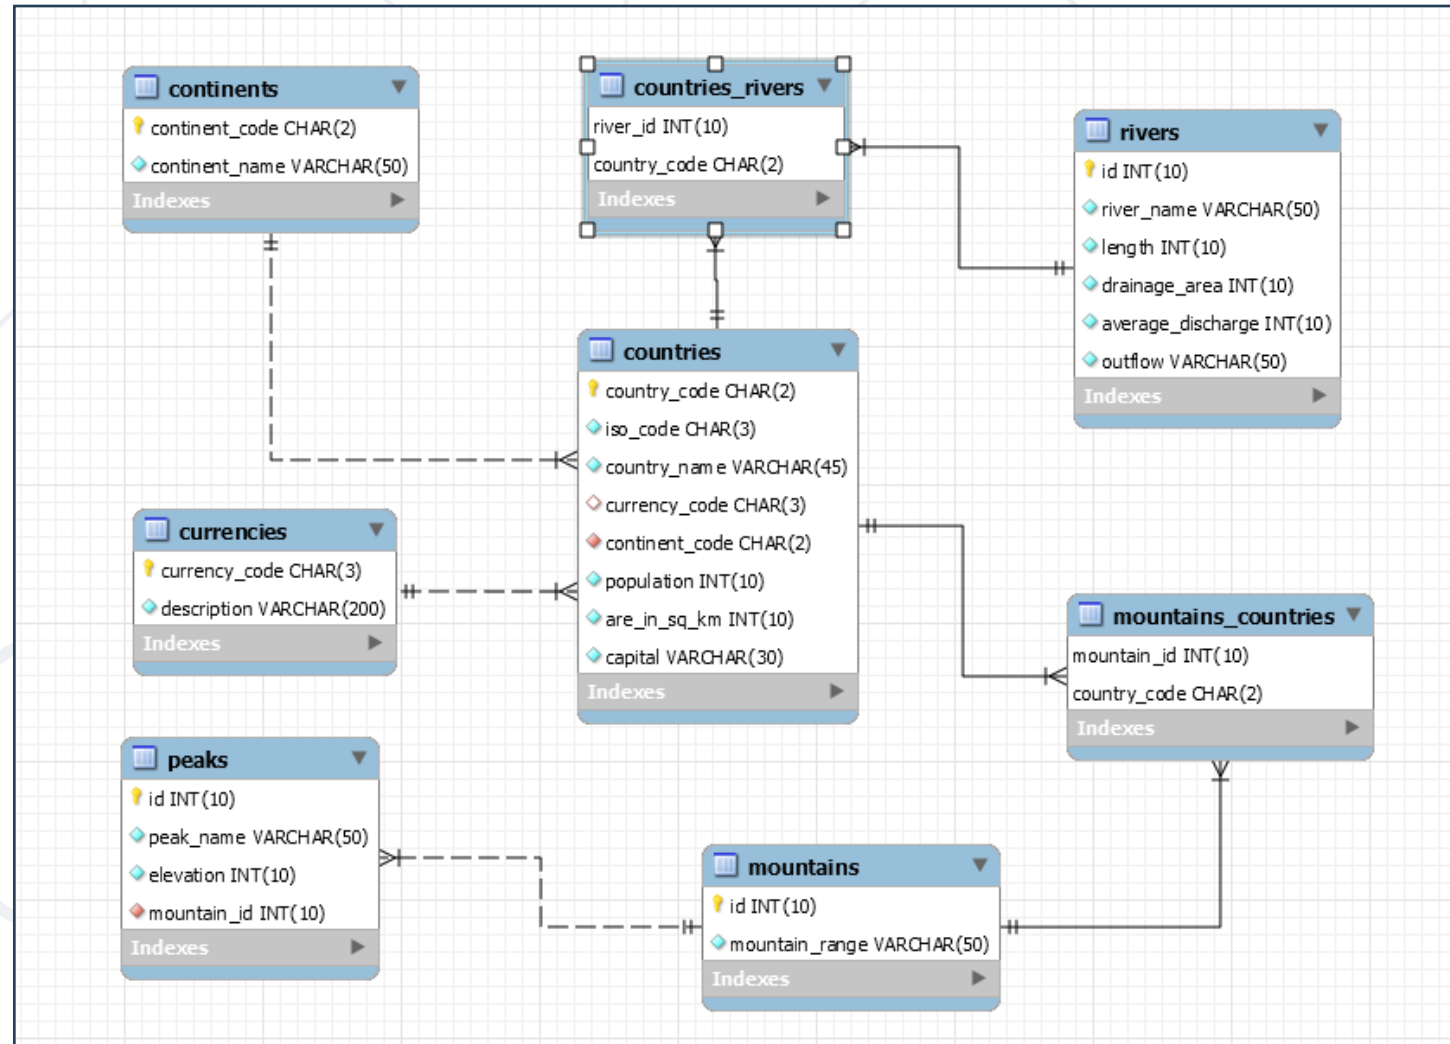 continents
continent_code CHAR(2)
continent_name VARCHAR(50)
Indexes
countries_rivers
river_id INT(10)
country_code CHAR(2)
Indexes
rivers
id INT(10)
river_name VARCHAR(50)
length INT(10)
drainage_area INT(10)
average_discharge INT(10)
outflow VARCHAR(50)
Indexes
countries
country_code CHAR(2)
iso_code CHAR(3)
country_name VARCHAR(45)
currency_code CHAR(3)
continent_code CHAR(2)
population INT(10)
are_in_sq_km INT(10)
capital VARCHAR(30)
Indexes
currencies
currency_code CHAR(3)
description VARCHAR(200)
Indexes
mountains_countries
mountain_id INT(10)
country_code CHAR(2)
Indexes
peaks
id INT(10)
peak_name VARCHAR(50)
elevation INT(10)
mountain_id INT(10)
Indexes
mountains
id INT(10)
mountain_range VARCHAR(50)
Indexes